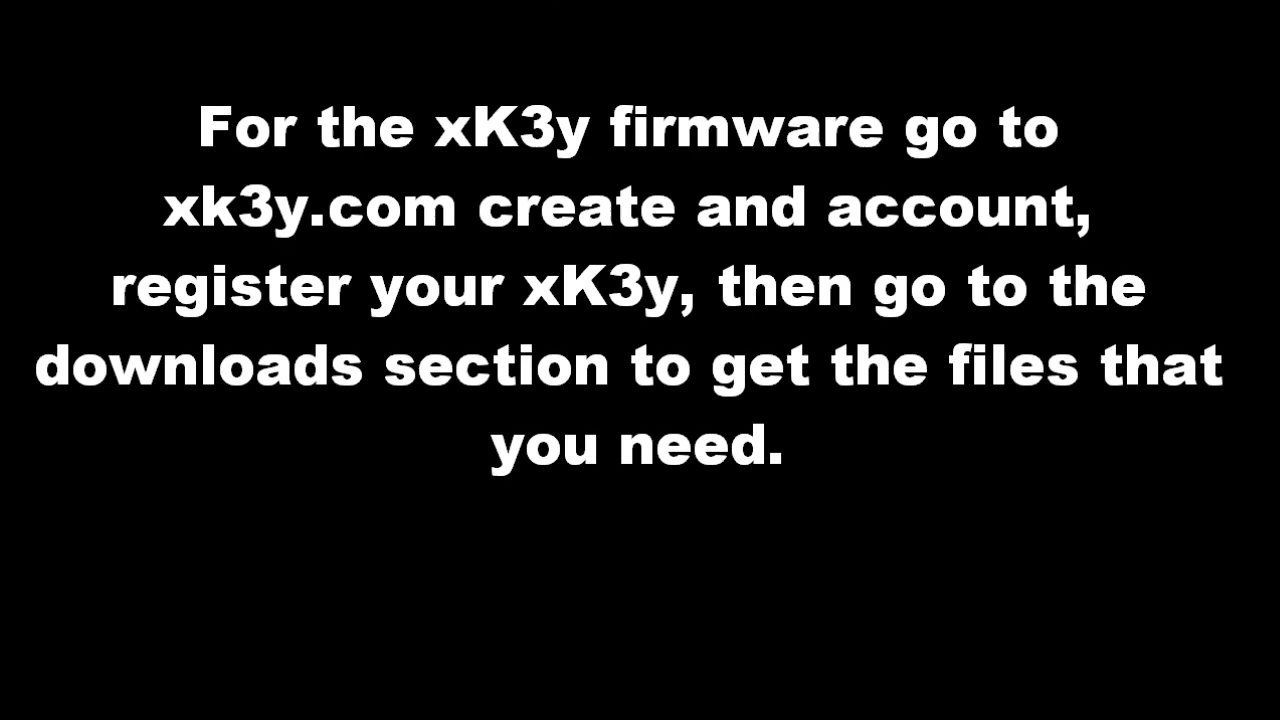 For the xK3y firmware go to
xk3y.com create and account,
register your xK3y, then go to the
downloads section to get the files that
you need.